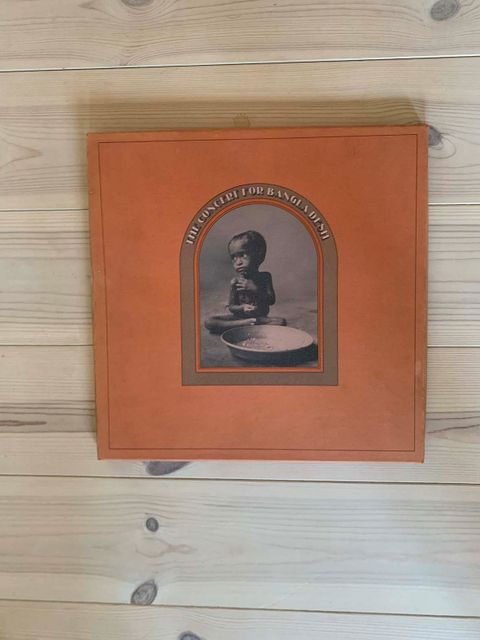 THE CONCERT FOR BANGLA DESH